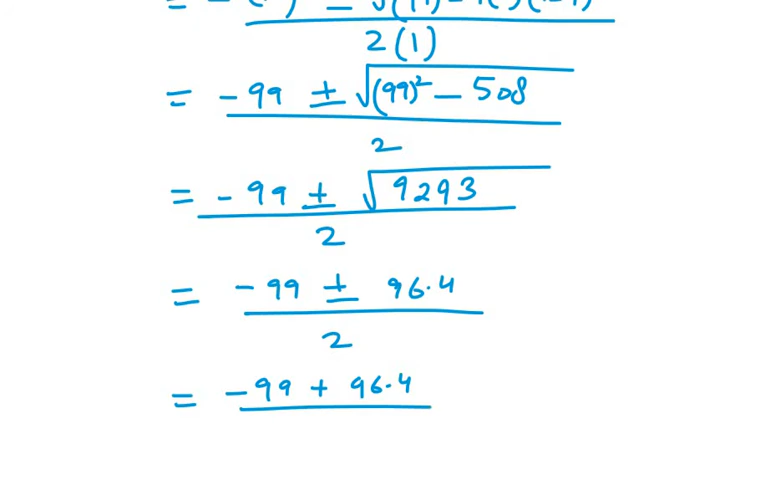 2(1)
= -99 ± √(99)² - 508
2
= -99 ± √9293
2
= -99 ± 96.4
2
= -99 + 96.4